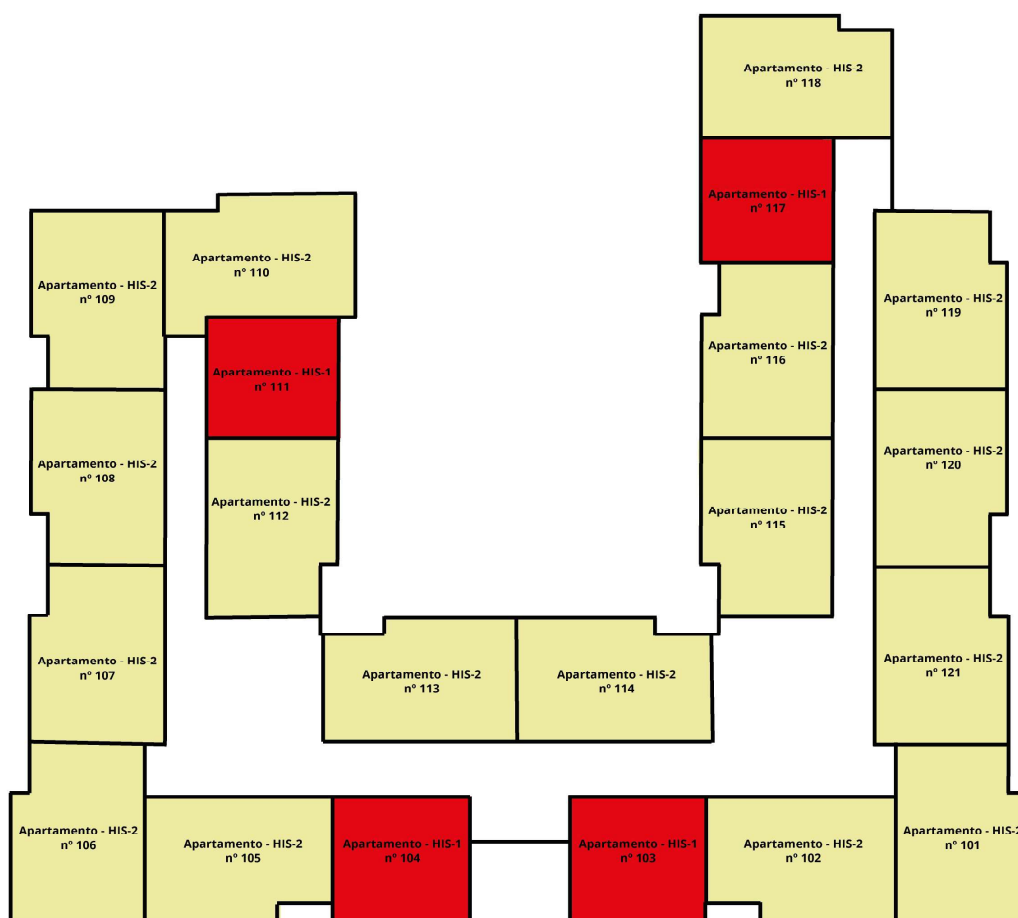 Apartamento - HIS-2
nº 118
Apartamento - HIS-1
nº 117
Apartamento - HIS-2
nº 110
Apartamento - HIS-2
nº 109
Apartamento - HIS-2
nº 119
Apartamento - HIS-2
nº 116
Apartamento - HIS-1
nº 111
Apartamento - HIS-2
nº 120
Apartamento - HIS-2
nº 108
Apartamento - HIS-2
nº 112
Apartamento - HIS-2
nº 115
Apartamento - HIS-2
nº 121
Apartamento - HIS-2
nº 107
Apartamento - HIS-2
nº 113
Apartamento - HIS-2
nº 114
Apartamento - HIS-2
nº 106
Apartamento - HIS-2
nº 105
Apartamento - HIS-1
nº 104
Apartamento - HIS-1
nº 103
Apartamento - HIS-2
nº 102
Apartamento - HIS-2
nº 101